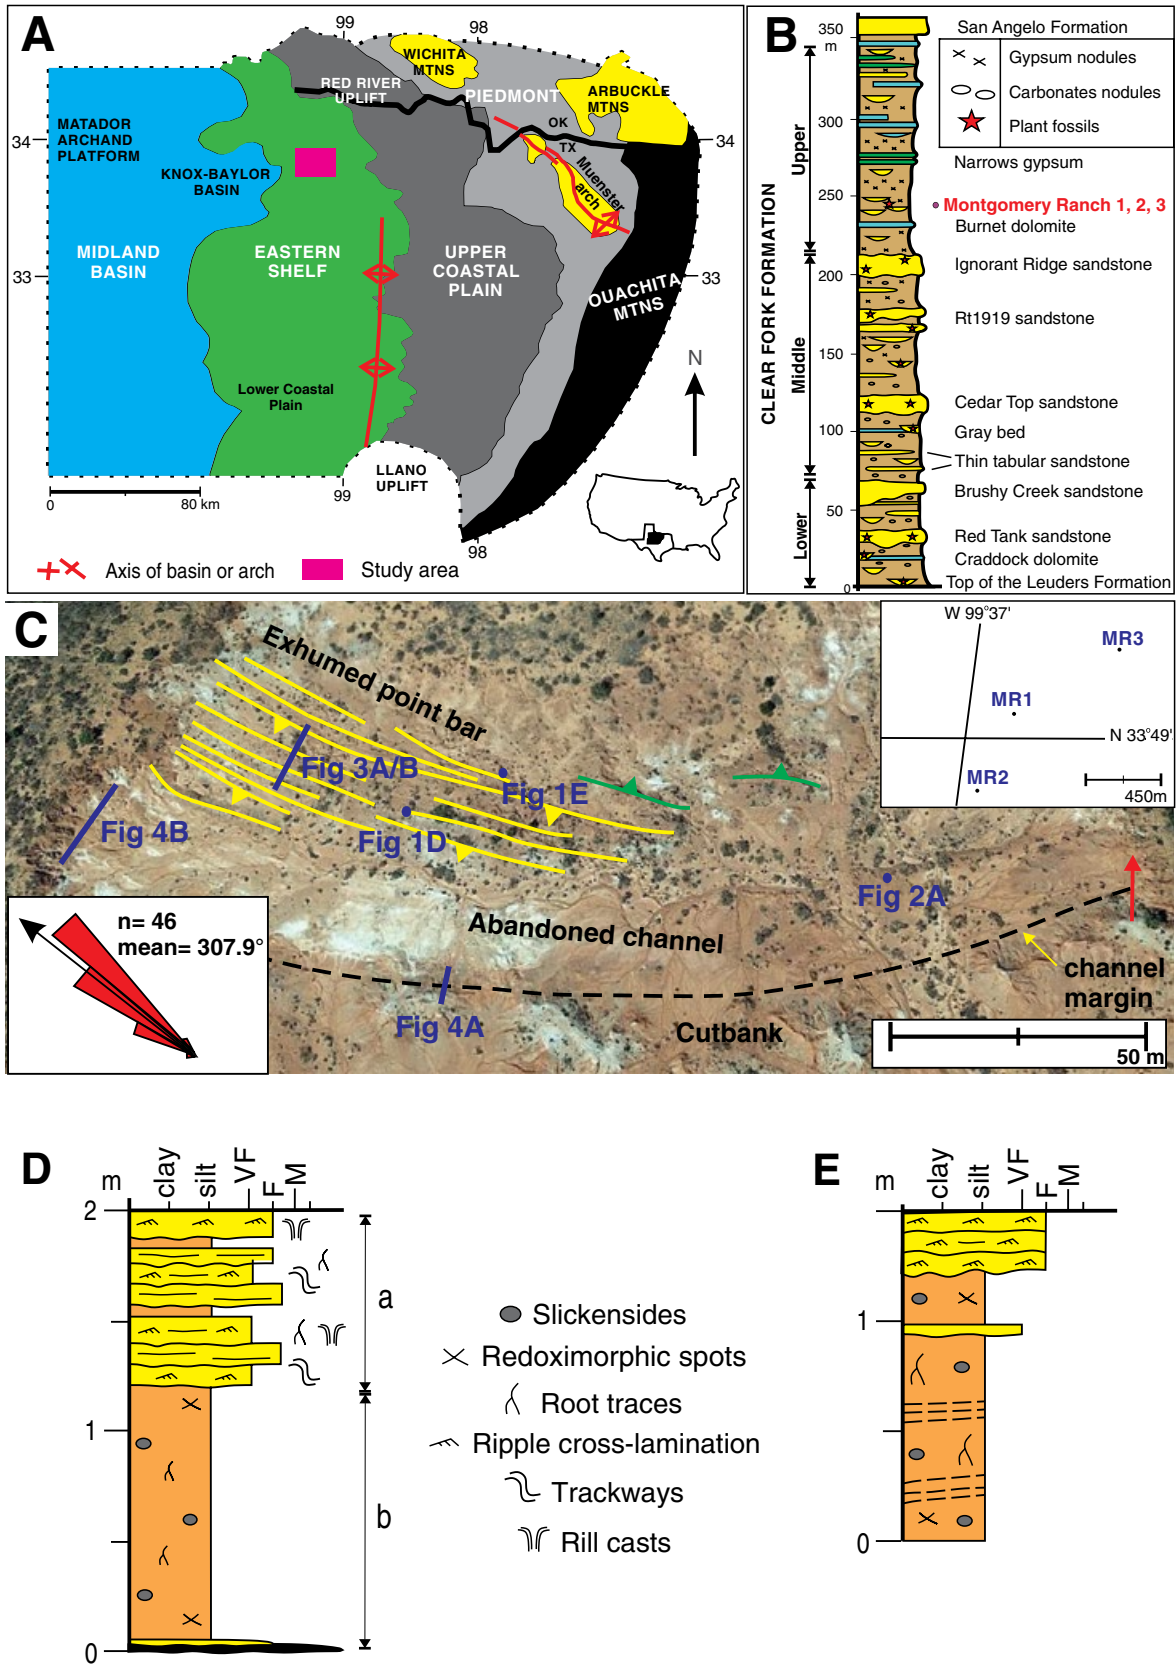 A
99
98
WICHITA
MTNS
RED RIVER
UPLIFT
PIEDMONT
ARBUCKLE
MTNS
MATADOR
ARCHAND
PLATFORM
34
OK
TX
34
KNOX-BAYLOR
BASIN
Muenster
arch
MIDLAND
BASIN
EASTERN
SHELF
UPPER
COASTAL
PLAIN
33
33
OUACHITA
MTNS
N
Lower Coastal
Plain
LLANO
UPLIFT
99
0
80 km
98
Axis of basin or arch
Study area
B
350
m
San Angelo Formation
Gypsum nodules
Carbonates nodules
Plant fossils
300
Upper
Narrows gypsum
250
Montgomery Ranch 1, 2, 3
Burnet dolomite
Ignorant Ridge sandstone
200
CLEAR FORK FORMATION
Rt1919 sandstone
150
Middle
Cedar Top sandstone
100
Gray bed
Thin tabular sandstone
Brushy Creek sandstone
50
Lower
Red Tank sandstone
Craddock dolomite
0
Top of the Leuders Formation
C
Exhumed point bar
W 99°37'
MR3
MR1
N 33°49'
MR2
450m
Fig 3A/B
Fig 1E
Fig 4B
Fig 1D
Fig 2A
n= 46
mean= 307.9°
Abandoned channel
channel
margin
Fig 4A
Cutbank
50 m
D
m
clay
silt
VF
F
M
2
a
1
b
0
Slickensides
Redoximorphic spots
Root traces
Ripple cross-lamination
Trackways
Rill casts
E
m
clay
silt
VF
F
M
1
0